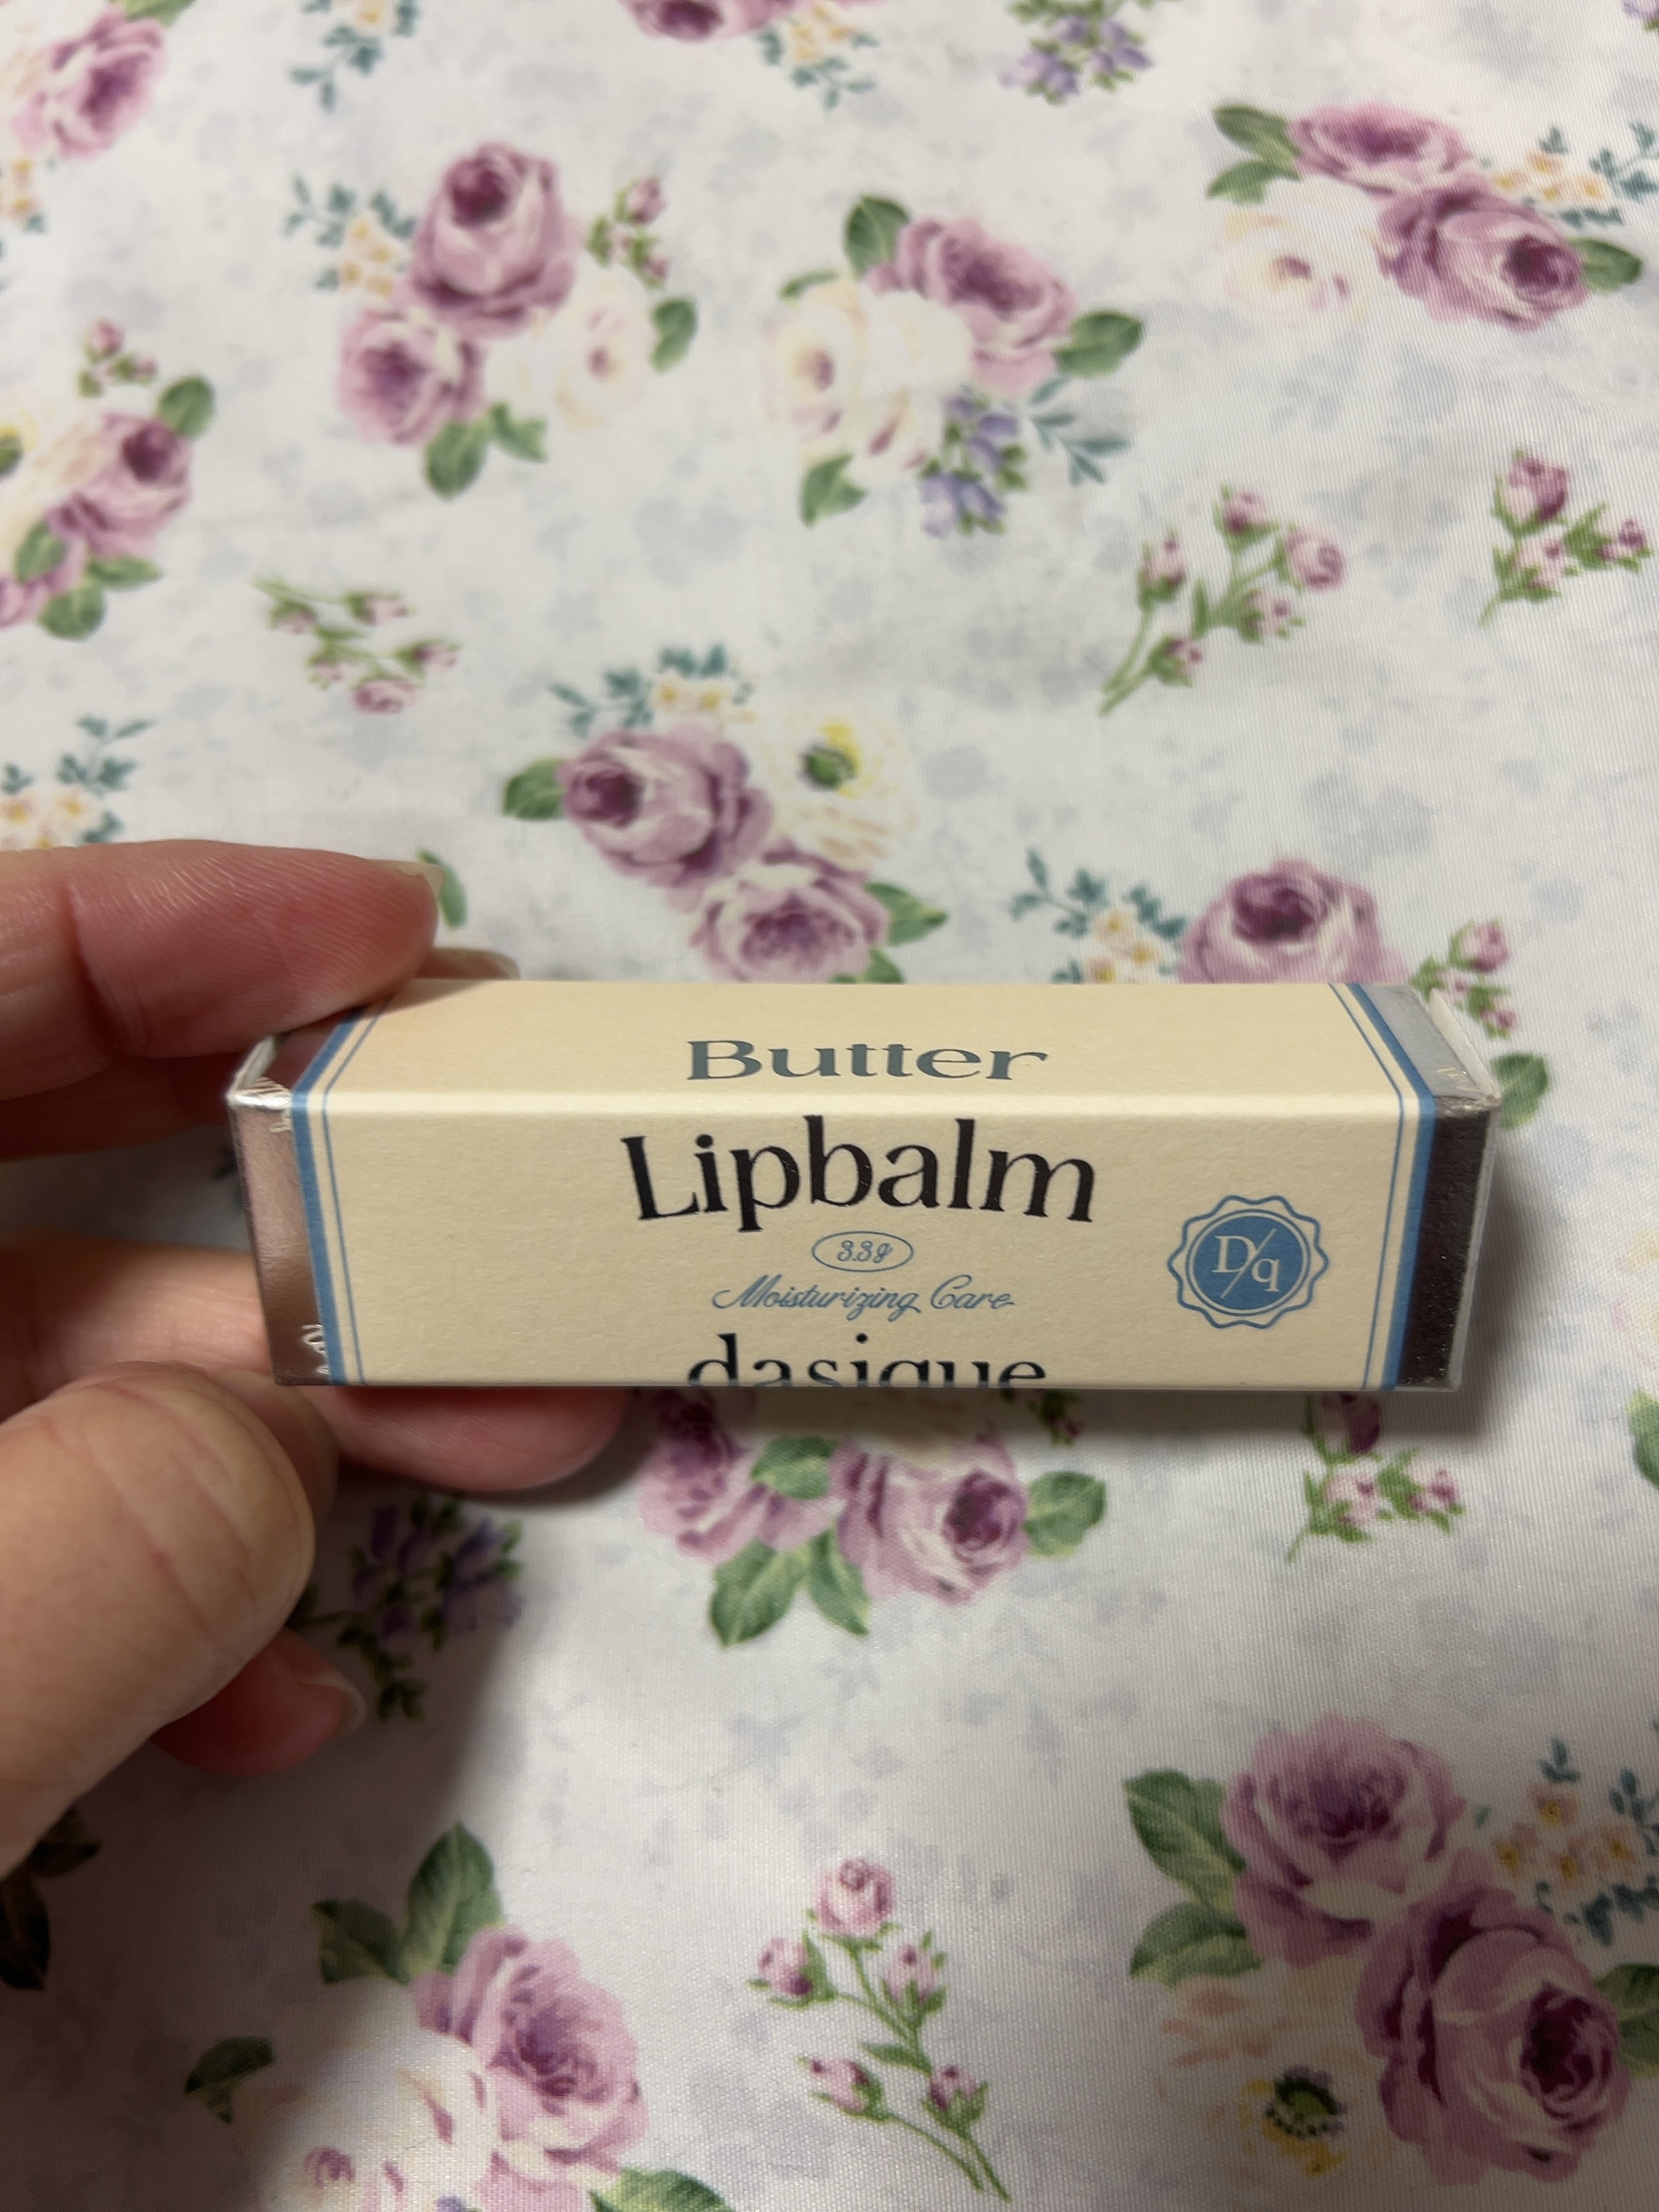 Butter
Lipbalm
3.3g
Moisturizing Care
D/q
dasique